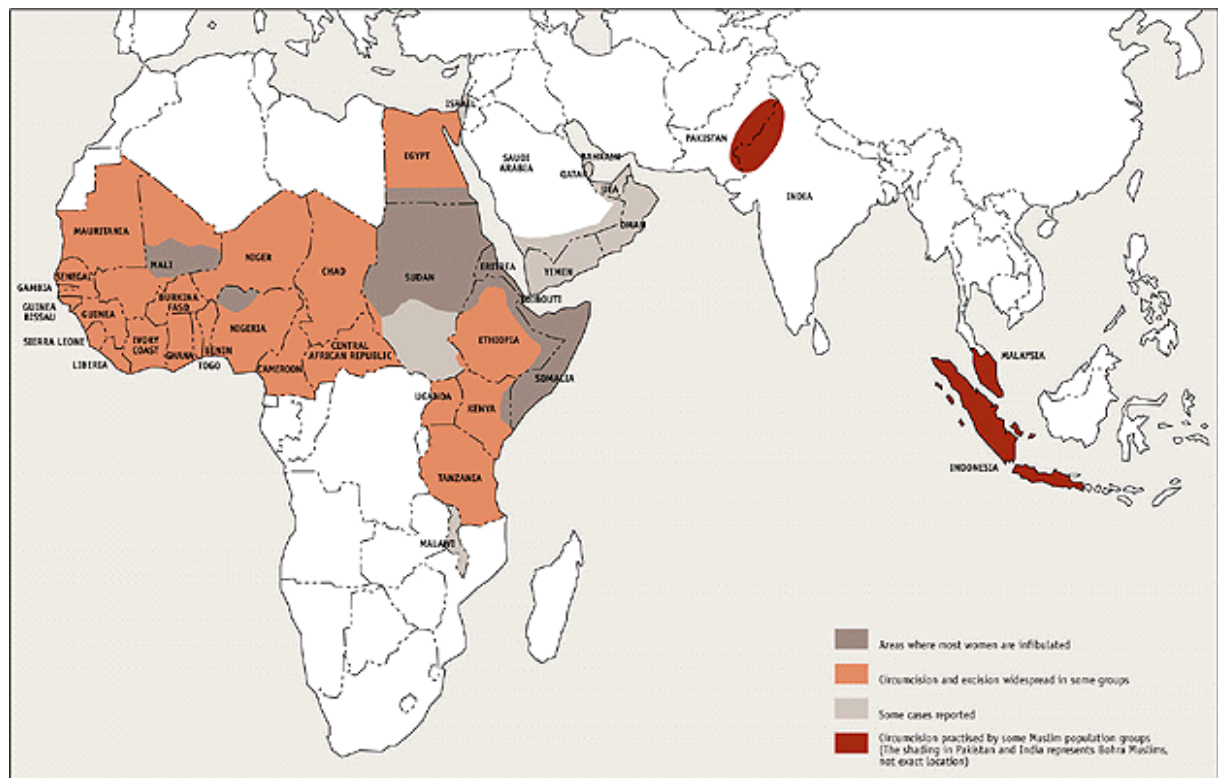 ISRAEL
EGYPT
PAKISTAN
SAUDI
ARABIA
BAHRAIN
QATAR
UEA
INDIA
OMAN
MAURITANIA
MALI
NIGER
CHAD
SUDAN
ERITREA
YEMEN
SENEGAL
GAMBIA
BURKINA
FASO
DJIBOUTI
GUINEA
BISSAU
GUINEA
NIGERIA
SIERRA LEONE
IVORY
COAST
GHANA
BENIN
TOGO
LIBERIA
CAMEROON
CENTRAL
AFRICAN REPUBLIC
ETHIOPIA
SOMALIA
MALAYSIA
UGANDA
KENYA
TANZANIA
INDONESIA
MALAWI
Areas where most women are infibulated
Circumcision and excision widespread in some groups
Some cases reported
Circumcision practised by some Muslim population groups
(The shading in Pakistan and India represents Bohra Muslims,
not exact location)